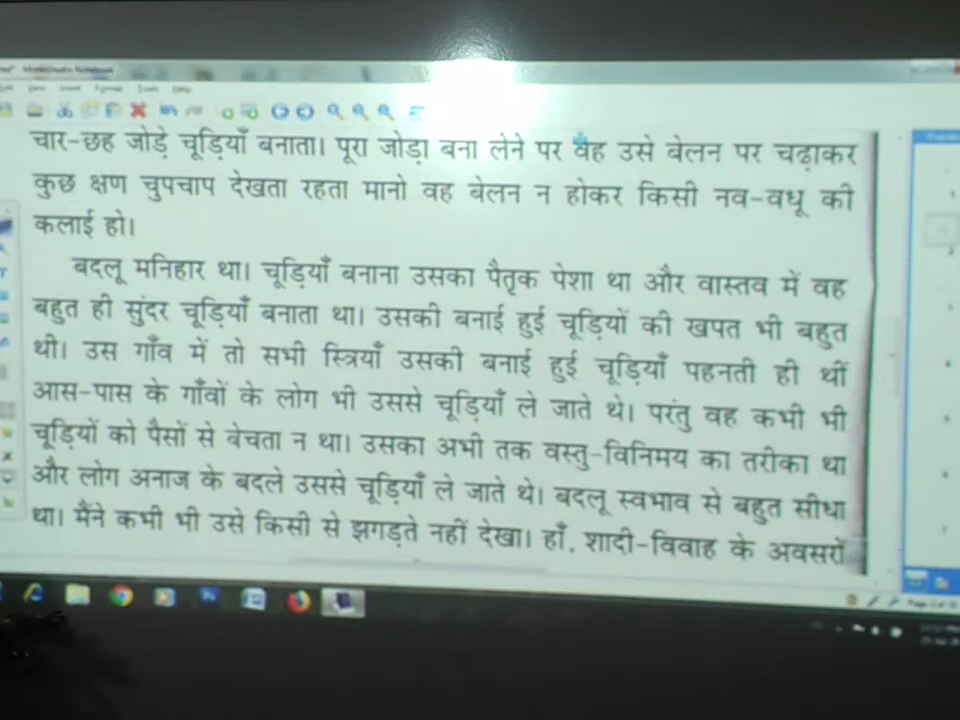 चार-छह जोड़े चूड़ियाँ बनाता। पूरा जोड़ा बना लेने पर वह उसे बेलन पर चढ़ाकर
कुछ क्षण चुपचाप देखता रहता मानो वह बेलन न होकर किसी नव-वधू की
कलाई हो।
बदलू मनिहार था। चूड़ियाँ बनाना उसका पैतृक पेशा था और वास्तव में वह
बहुत ही सुंदर चूड़ियाँ बनाता था। उसकी बनाई हुई चूड़ियों की खपत भी बहुत
थी। उस गाँव में तो सभी स्त्रियाँ उसकी बनाई हुई चूड़ियाँ पहनती ही थीं
आस-पास के गाँवों के लोग भी उससे चूड़ियाँ ले जाते थे। परंतु वह कभी भी
चूड़ियों को पैसों से बेचता न था। उसका अभी तक वस्तु-विनिमय का तरीका था
और लोग अनाज के बदले उससे चूड़ियाँ ले जाते थे। बदलू स्वभाव से बहुत सीधा
था। मैंने कभी भी उसे किसी से झगड़ते नहीं देखा। हाँ, शादी-विवाह के अवसरों